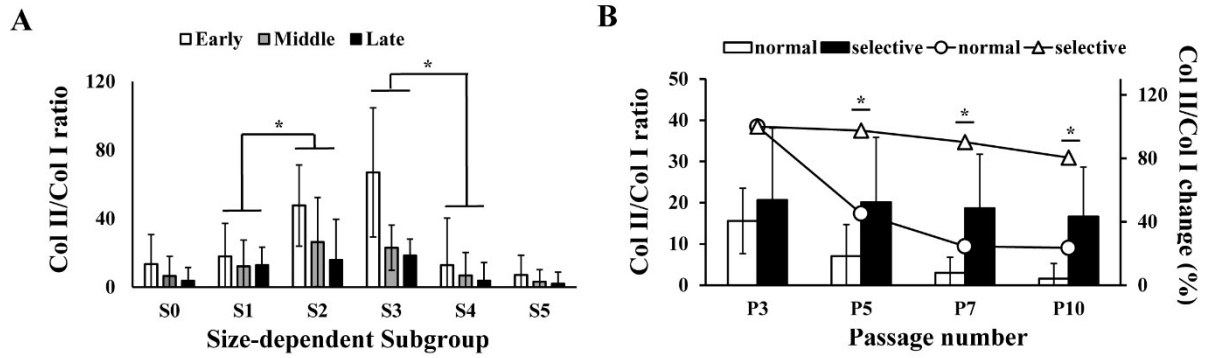 A
Early Middle Late
Col II/Col I ratio
120
80
40
0
*
*
S0 S1 S2 S3 S4 S5
Size-dependent Subgroup
B
normal selective normal selective
Col II/Col I ratio
50
40
30
20
10
0
*
*
*
120
80
40
0
Col II/Col I change (%)
P3 P5 P7 P10
Passage number